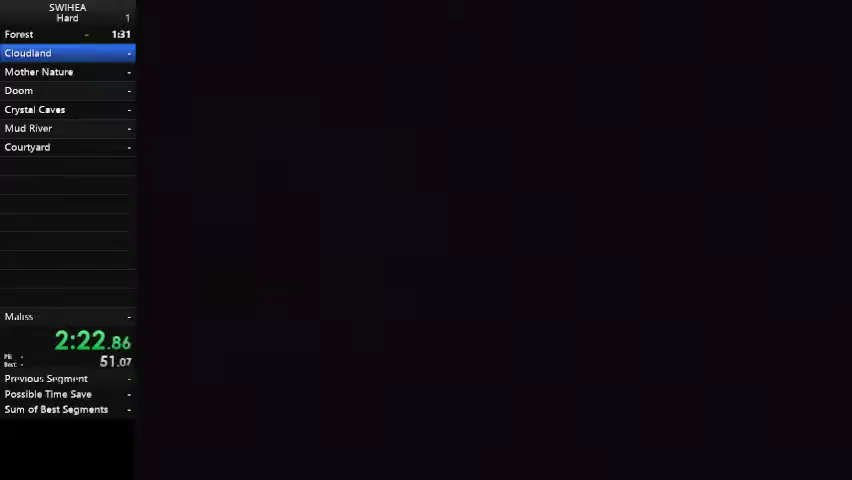 SWIHEA
Hard 1
Forest - 1:31
Cloudland -
Mother Nature -
Doom -
Crystal Caves -
Mud River -
Courtyard -
Maliss -
2:22.86
PB: -
Best: -
51.07
Previous Segment -
Possible Time Save -
Sum of Best Segments -